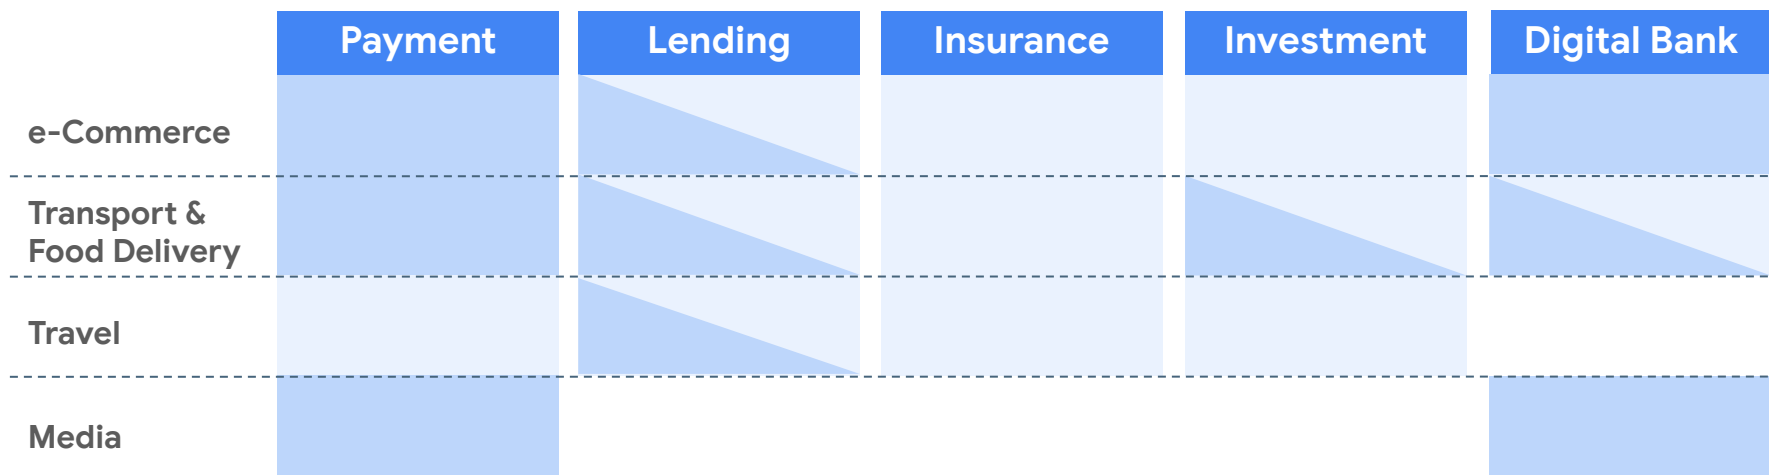 Payment
Lending
Insurance
Investment
Digital Bank
e-Commerce
Transport &
Food Delivery
Travel
Media